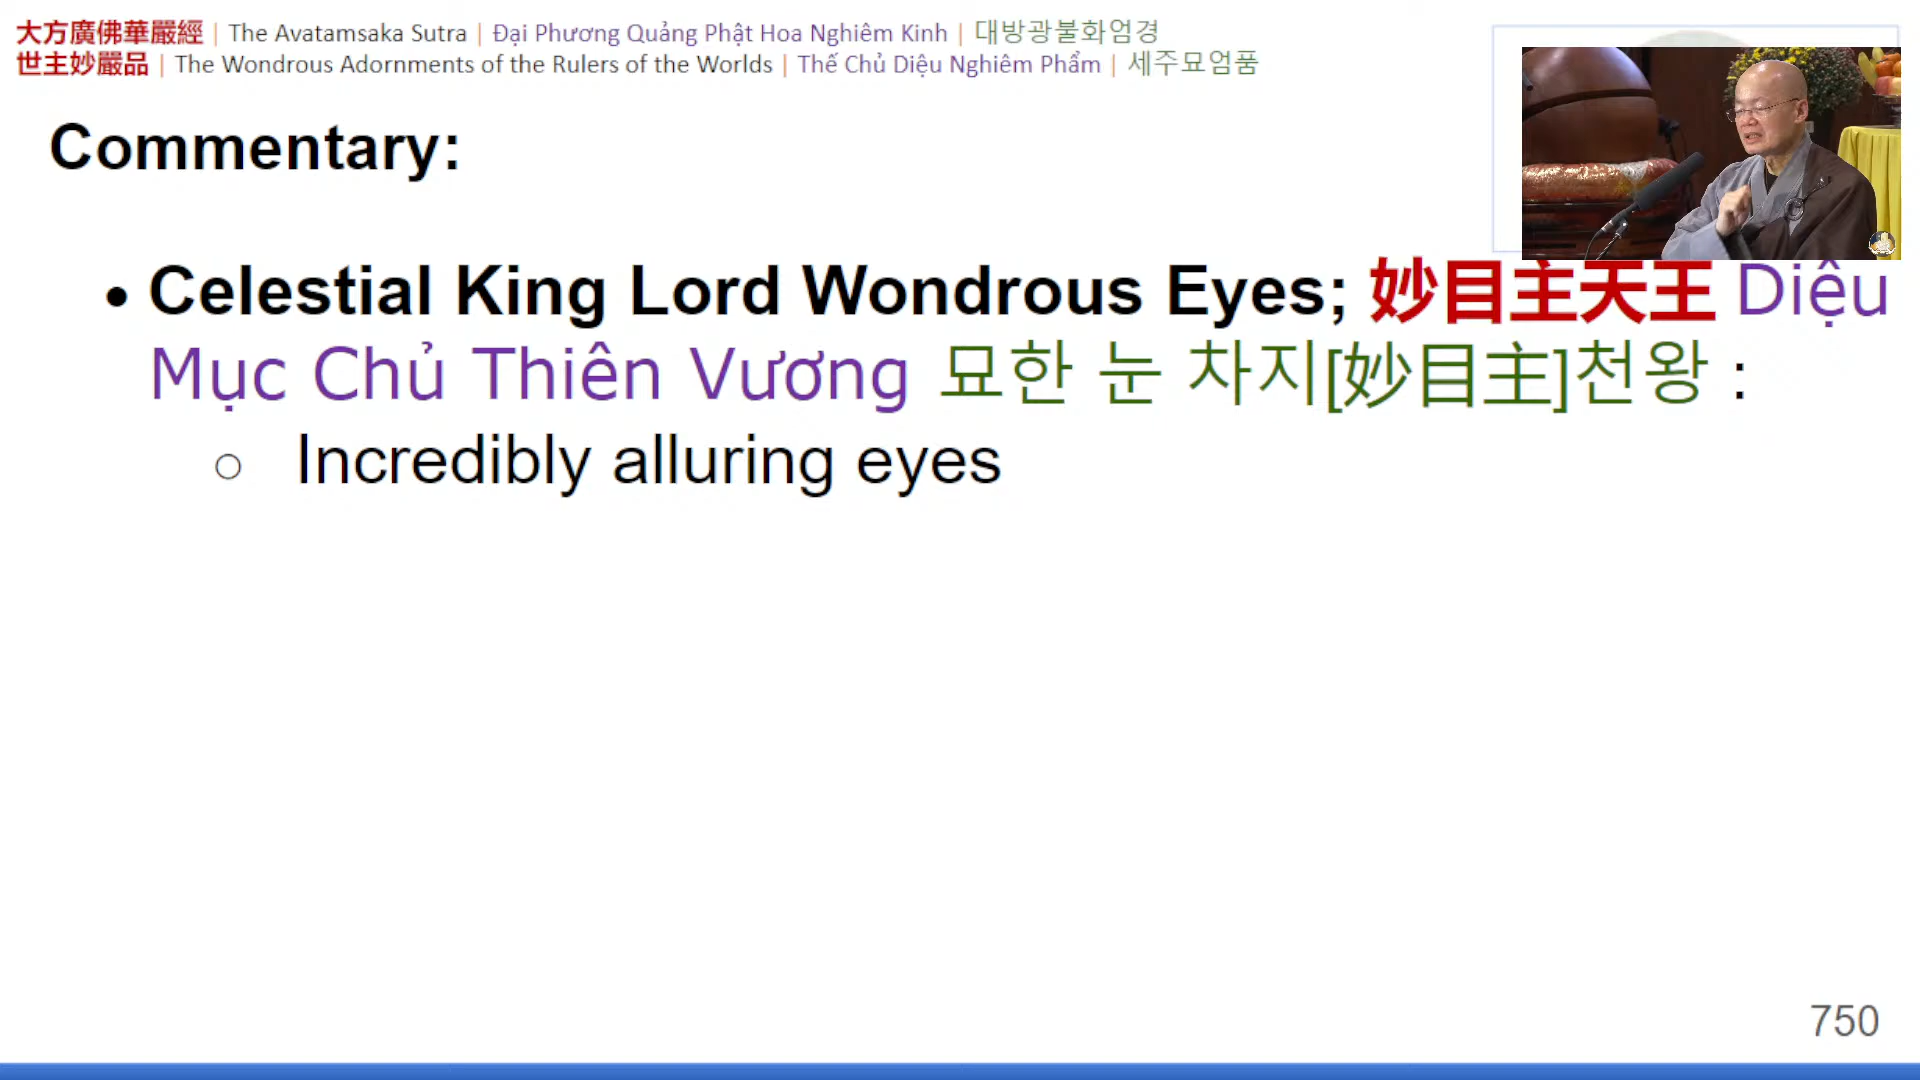 大方廣佛華嚴經 | The Avatamsaka Sutra | Đại Phương Quảng Phật Hoa Nghiêm Kinh | 대방광불화엄경
世主妙嚴品 | The Wondrous Adornments of the Rulers of the Worlds | Thế Chủ Diệu Nghiêm Phẩm | 세주묘엄품
Commentary:
● Celestial King Lord Wondrous Eyes; 妙目主天王 Diệu
Mục Chủ Thiên Vương 묘한 눈 차지[妙目主]천왕 :
○ Incredibly alluring eyes
750